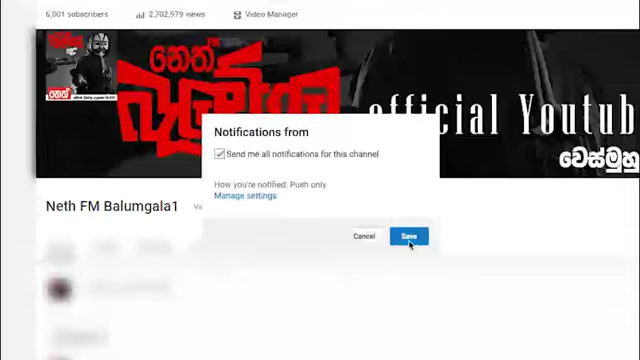 6,001 subscribers
2,702,979 views
Video Manager
නෙත්
official Youtub
වෙස්මුහු
Notifications from
Send me all notifications for this channel
How you're notified: Push only
Manage settings
Neth FM Balumgala1
Cancel
Save